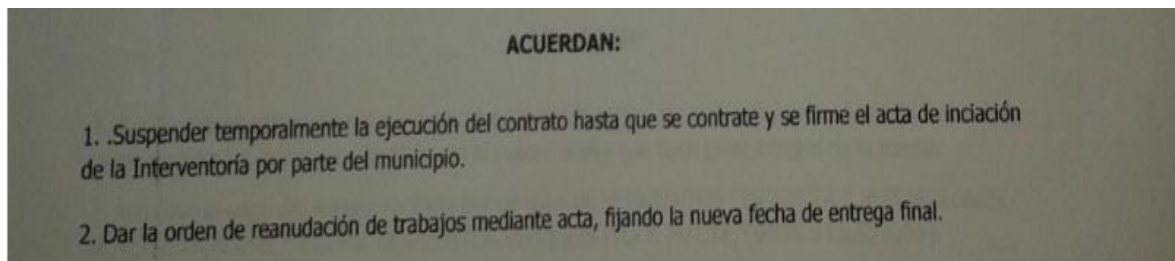 ACUERDAN:
1. .Suspender temporalmente la ejecución del contrato hasta que se contrate y se firme el acta de inciación
de la Interventoría por parte del municipio.
2. Dar la orden de reanudación de trabajos mediante acta, fijando la nueva fecha de entrega final.